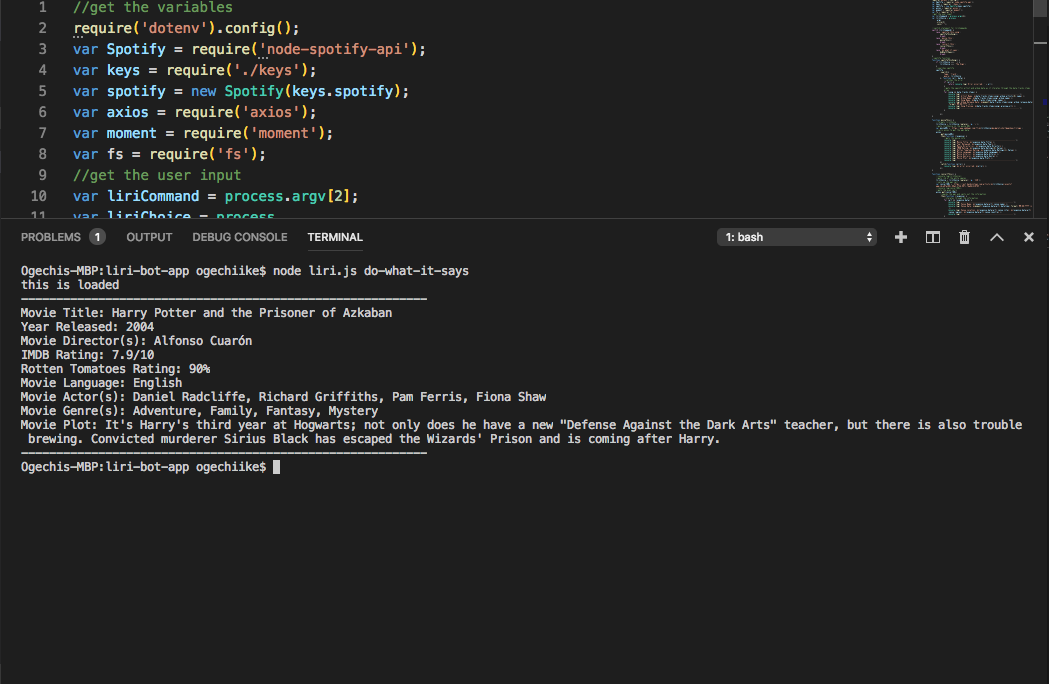 1 //get the variables
2 require('dotenv').config();
3 var Spotify = require('node-spotify-api');
4 var keys = require('./keys');
5 var spotify = new Spotify(keys.spotify);
6 var axios = require('axios');
7 var moment = require('moment');
8 var fs = require('fs');
9 //get the user input
10 var liriCommand = process.argv[2];
11 var liriChoice = process
PROBLEMS 1 OUTPUT DEBUG CONSOLE TERMINAL 1: bash
Ogechis-MBP:liri-bot-app ogechiike$ node liri.js do-what-it-says
this is loaded
------------------------------------------------------------
Movie Title: Harry Potter and the Prisoner of Azkaban
Year Released: 2004
Movie Director(s): Alfonso Cuarón
IMDB Rating: 7.9/10
Rotten Tomatoes Rating: 90%
Movie Language: English
Movie Actor(s): Daniel Radcliffe, Richard Griffiths, Pam Ferris, Fiona Shaw
Movie Genre(s): Adventure, Family, Fantasy, Mystery
Movie Plot: It's Harry's third year at Hogwarts; not only does he have a new "Defense Against the Dark Arts" teacher, but there is also trouble
brewing. Convicted murderer Sirius Black has escaped the Wizards' Prison and is coming after Harry.
------------------------------------------------------------
Ogechis-MBP:liri-bot-app ogechiike$